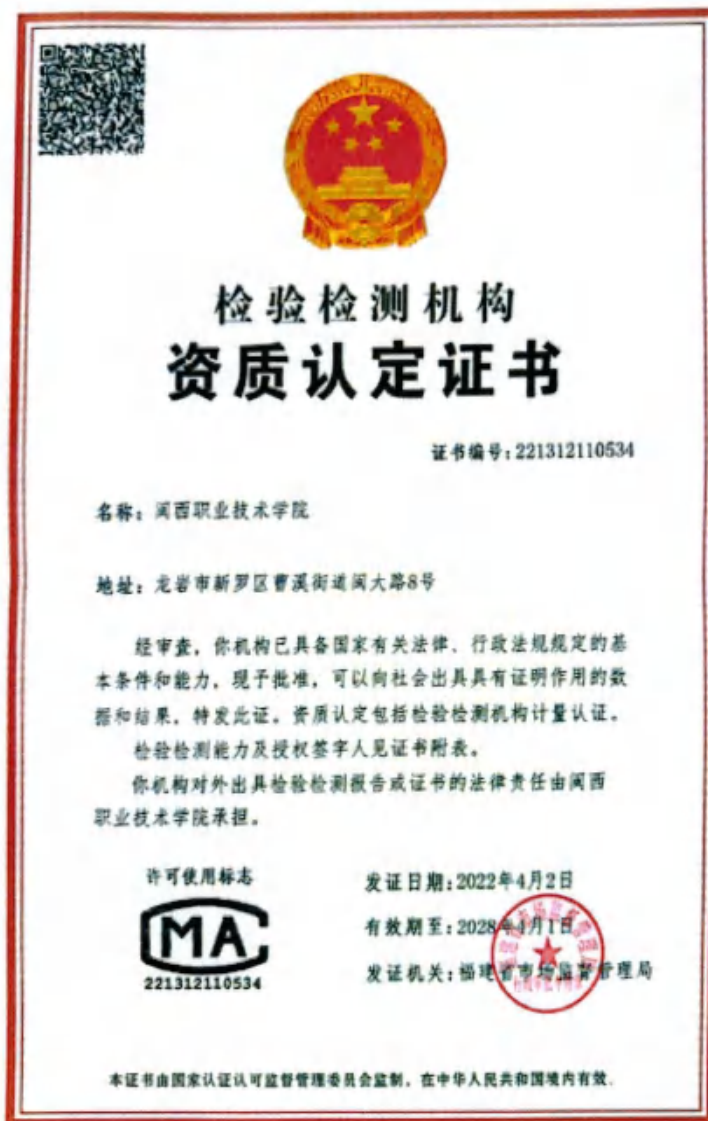 检验检测机构
资质认定证书
证书编号:221312110534
名称：闽西职业技术学院
地址：龙岩市新罗区曹溪街道闽大路8号
经审查，你机构已具备国家有关法律、行政法规规定的基
本条件和能力，现予批准，可以向社会出具具有证明作用的数
据和结果，特发此证。资质认定包括检验检测机构计量认证。
检验检测能力及授权签字人见证书附表。
你机构对外出具检验检测报告或证书的法律责任由闽西
职业技术学院承担。
许可使用标志
MA
221312110534
发证日期:2022年4月2日
有效期至:2028年4月1日
发证机关:福建省市场监督管理局
本证书由国家认证认可监督管理委员会监制，在中华人民共和国境内有效.